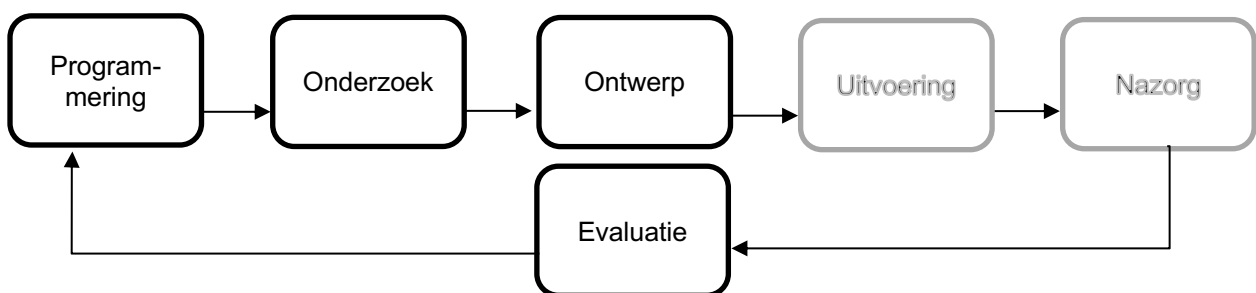 Program-
mering
Onderzoek
Ontwerp
Uitvoering
Nazorg
Evaluatie